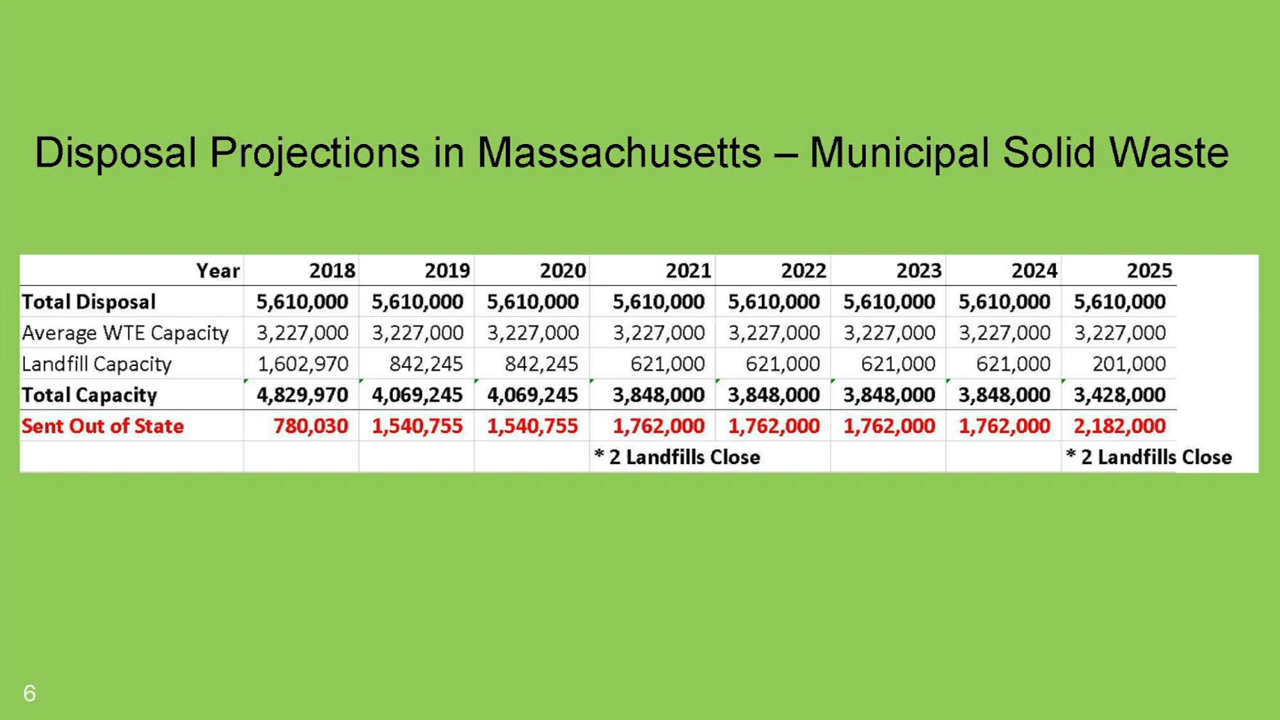 Disposal Projections in Massachusetts – Municipal Solid Waste
Year 2018 2019 2020 2021 2022 2023 2024 2025
Total Disposal 5,610,000 5,610,000 5,610,000 5,610,000 5,610,000 5,610,000 5,610,000 5,610,000
Average WTE Capacity 3,227,000 3,227,000 3,227,000 3,227,000 3,227,000 3,227,000 3,227,000 3,227,000
Landfill Capacity 1,602,970 842,245 842,245 621,000 621,000 621,000 621,000 201,000
Total Capacity 4,829,970 4,069,245 4,069,245 3,848,000 3,848,000 3,848,000 3,848,000 3,428,000
Sent Out of State 780,030 1,540,755 1,540,755 1,762,000 1,762,000 1,762,000 1,762,000 2,182,000
* 2 Landfills Close * 2 Landfills Close
6